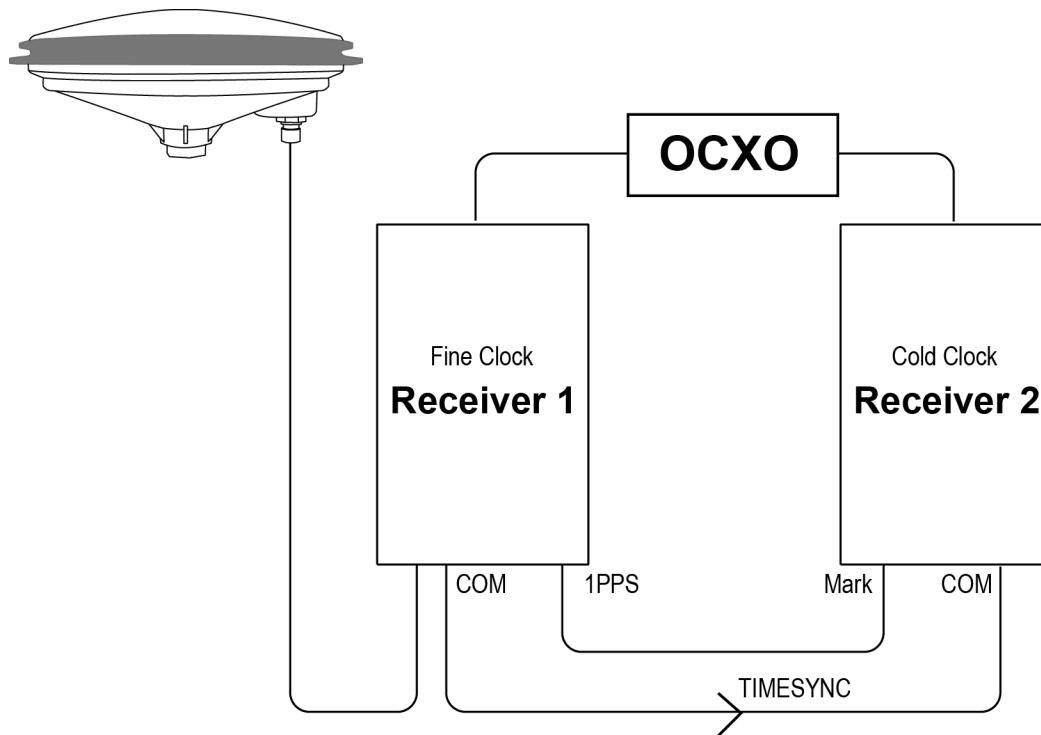 OCXO
Fine Clock
Receiver 1
Cold Clock
Receiver 2
COM
1PPS
Mark
COM
TIMESYNC